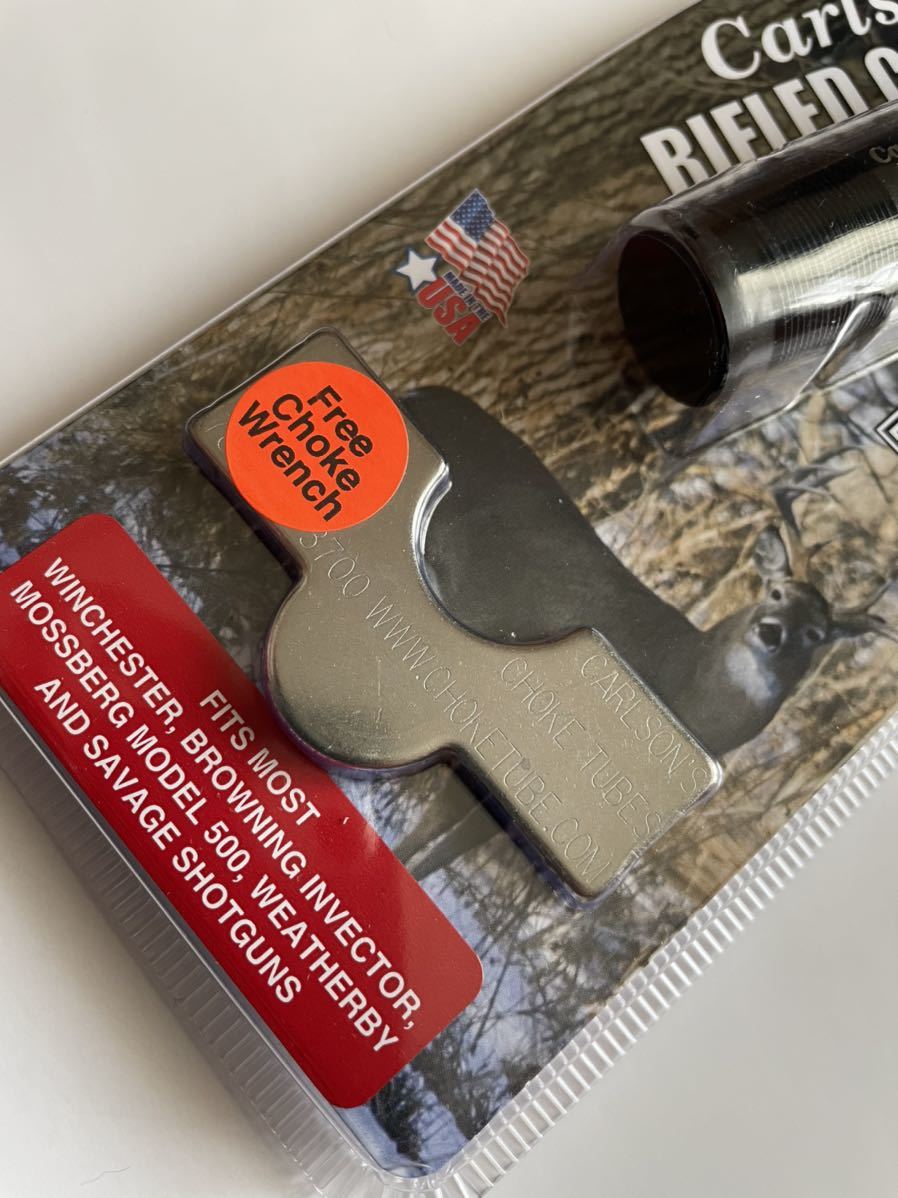 Carls
RIFLED C
MADE IN THE
USA
Free
Choke
Wrench
CARLSON'S
CHOKE TUBES
3700 WWW.CHOKETUBE.COM
FITS MOST
WINCHESTER, BROWNING INVECTOR,
MOSSBERG MODEL 500, WEATHERBY
AND SAVAGE SHOTGUNS